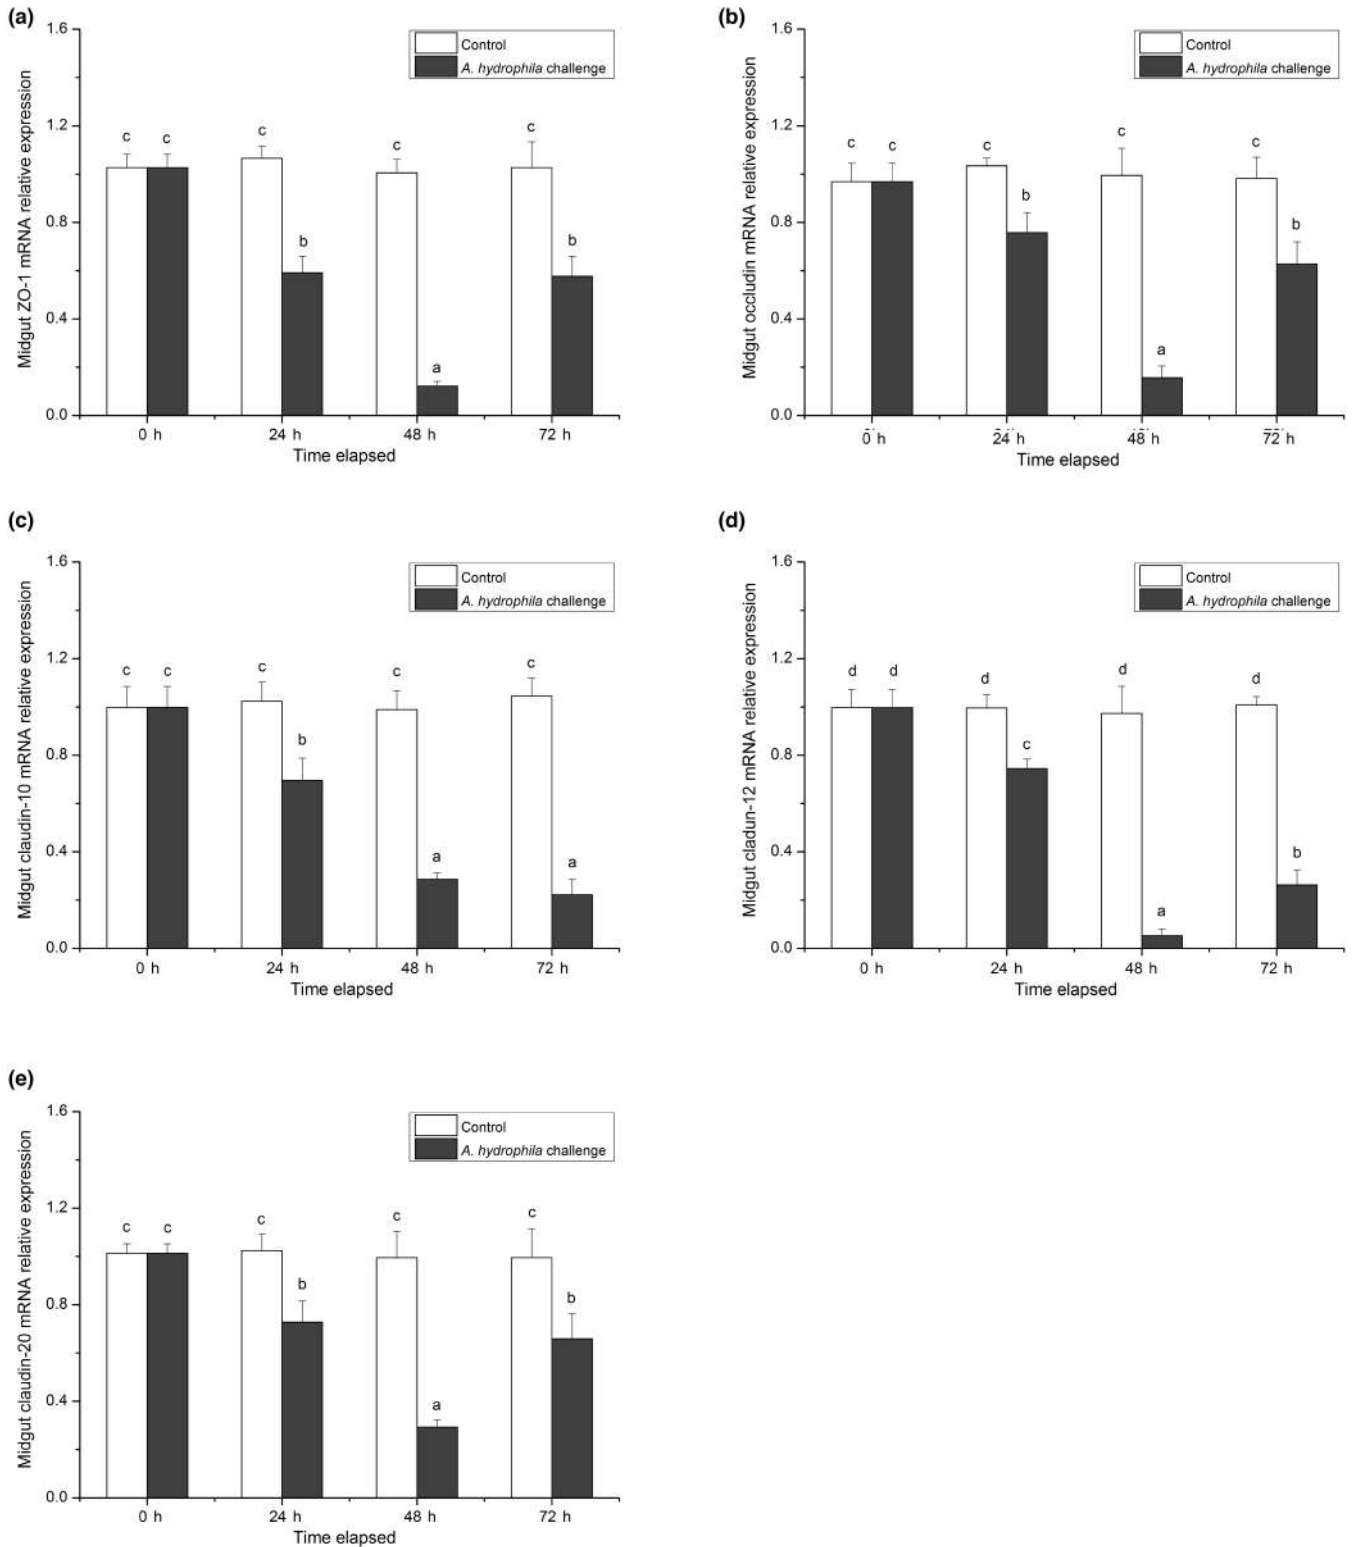 (a)
1.6
1.2
0.8
0.4
0.0
Midgut ZO-1 mRNA relative expression
Control
A. hydrophila challenge
c c c b c a c b
0 h 24 h 48 h 72 h
Time elapsed
(b)
1.6
1.2
0.8
0.4
0.0
Midgut occludin mRNA relative expression
Control
A. hydrophila challenge
c c c b c a c b
0 h 24 h 48 h 72 h
Time elapsed
(c)
1.6
1.2
0.8
0.4
0.0
Midgut claudin-10 mRNA relative expression
Control
A. hydrophila challenge
c c c b c a c a
0 h 24 h 48 h 72 h
Time elapsed
(d)
1.6
1.2
0.8
0.4
0.0
Midgut cladun-12 mRNA relative expression
Control
A. hydrophila challenge
d d d c d a d b
0 h 24 h 48 h 72 h
Time elapsed
(e)
1.6
1.2
0.8
0.4
0.0
Midgut claudin-20 mRNA relative expression
Control
A. hydrophila challenge
c c c b c a c b
0 h 24 h 48 h 72 h
Time elapsed